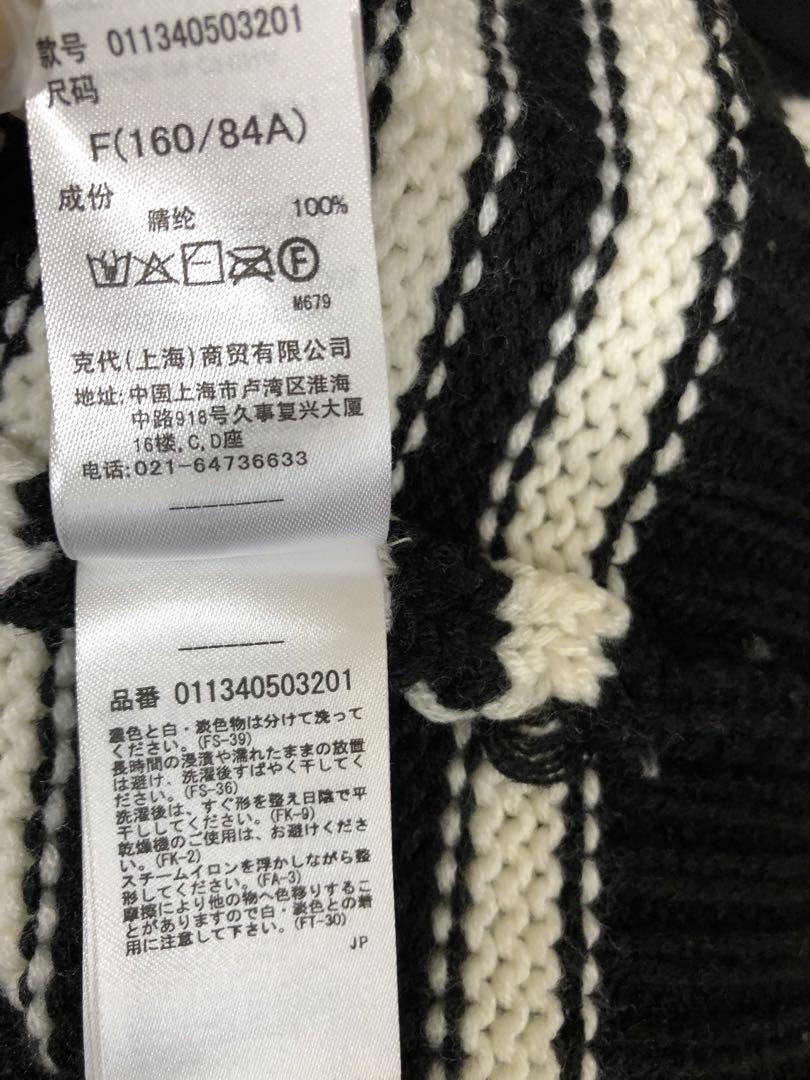 款号 011340503201
尺码
F(160/84A)
成份
腈纶 100%
F
M679
克代(上海)商贸有限公司
地址:中国上海市卢湾区淮海
中路918号久事复兴大厦
16楼,C,D座
电话:021-64736633
品番 011340503201
濃色と白・淡色物は分けて洗って
ください。(FS-39)
長時間の浸漬や濡れたままの放置
は避け、洗濯後すばやく干してく
ださい。(FS-36)
洗濯後は、すぐ形を整え日陰で平
干ししてください。(FK-9)
乾燥機のご使用は、お避けくださ
い。(FK-2)
スチームイロンを浮かしながら整
形してください。(FA-3)
摩擦により他の物へ色移りするこ
とがありますので白・淡色との着
用に注意して下さい。(FT-30)
JP